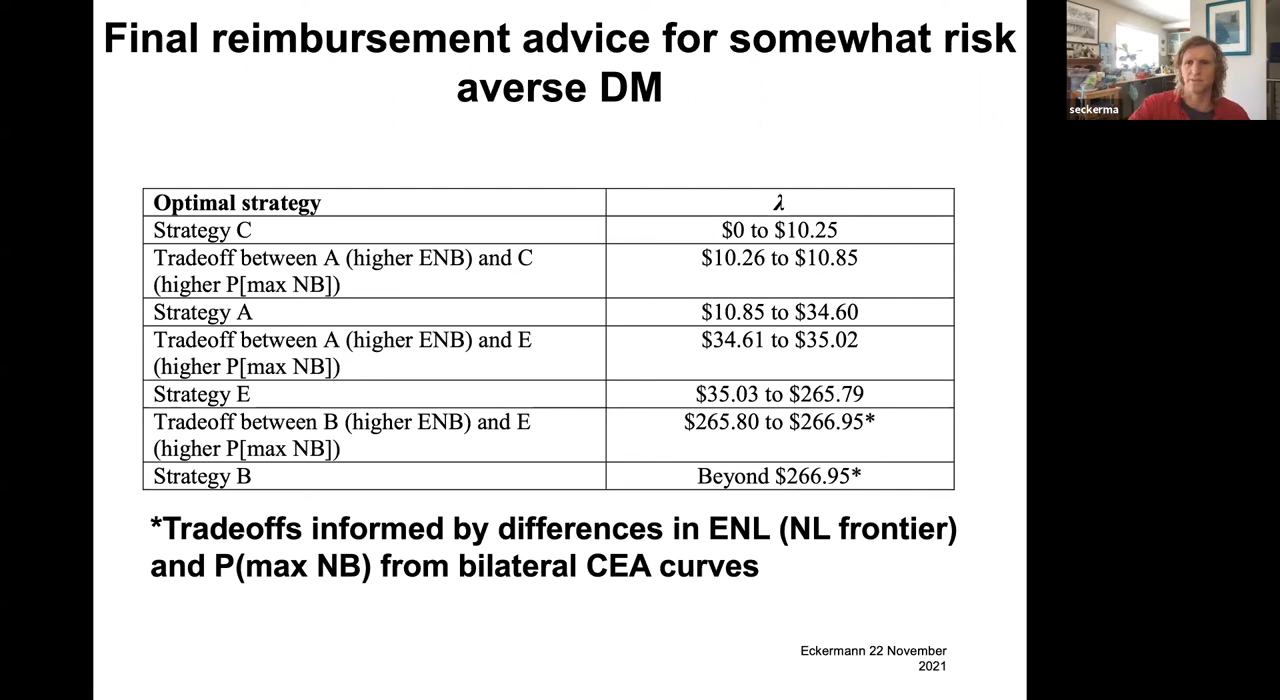 Final reimbursement advice for somewhat risk
averse DM
seckerma
Optimal strategy λ
Strategy C $0 to $10.25
Tradeoff between A (higher ENB) and C $10.26 to $10.85
(higher P[max NB])
Strategy A $10.85 to $34.60
Tradeoff between A (higher ENB) and E $34.61 to $35.02
(higher P[max NB])
Strategy E $35.03 to $265.79
Tradeoff between B (higher ENB) and E $265.80 to $266.95*
(higher P[max NB])
Strategy B Beyond $266.95*
*Tradeoffs informed by differences in ENL (NL frontier)
and P(max NB) from bilateral CEA curves
Eckermann 22 November
2021